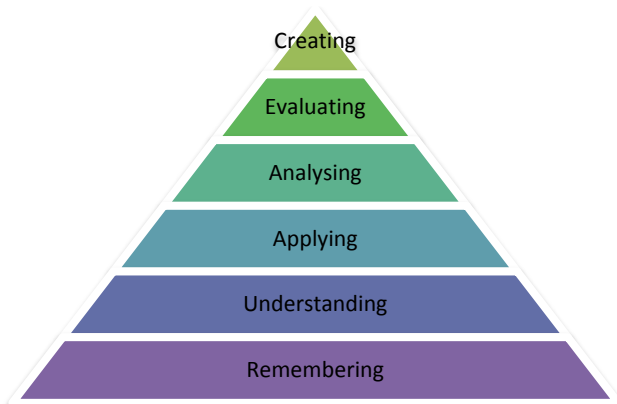 Creating
Evaluating
Analysing
Applying
Understanding
Remembering